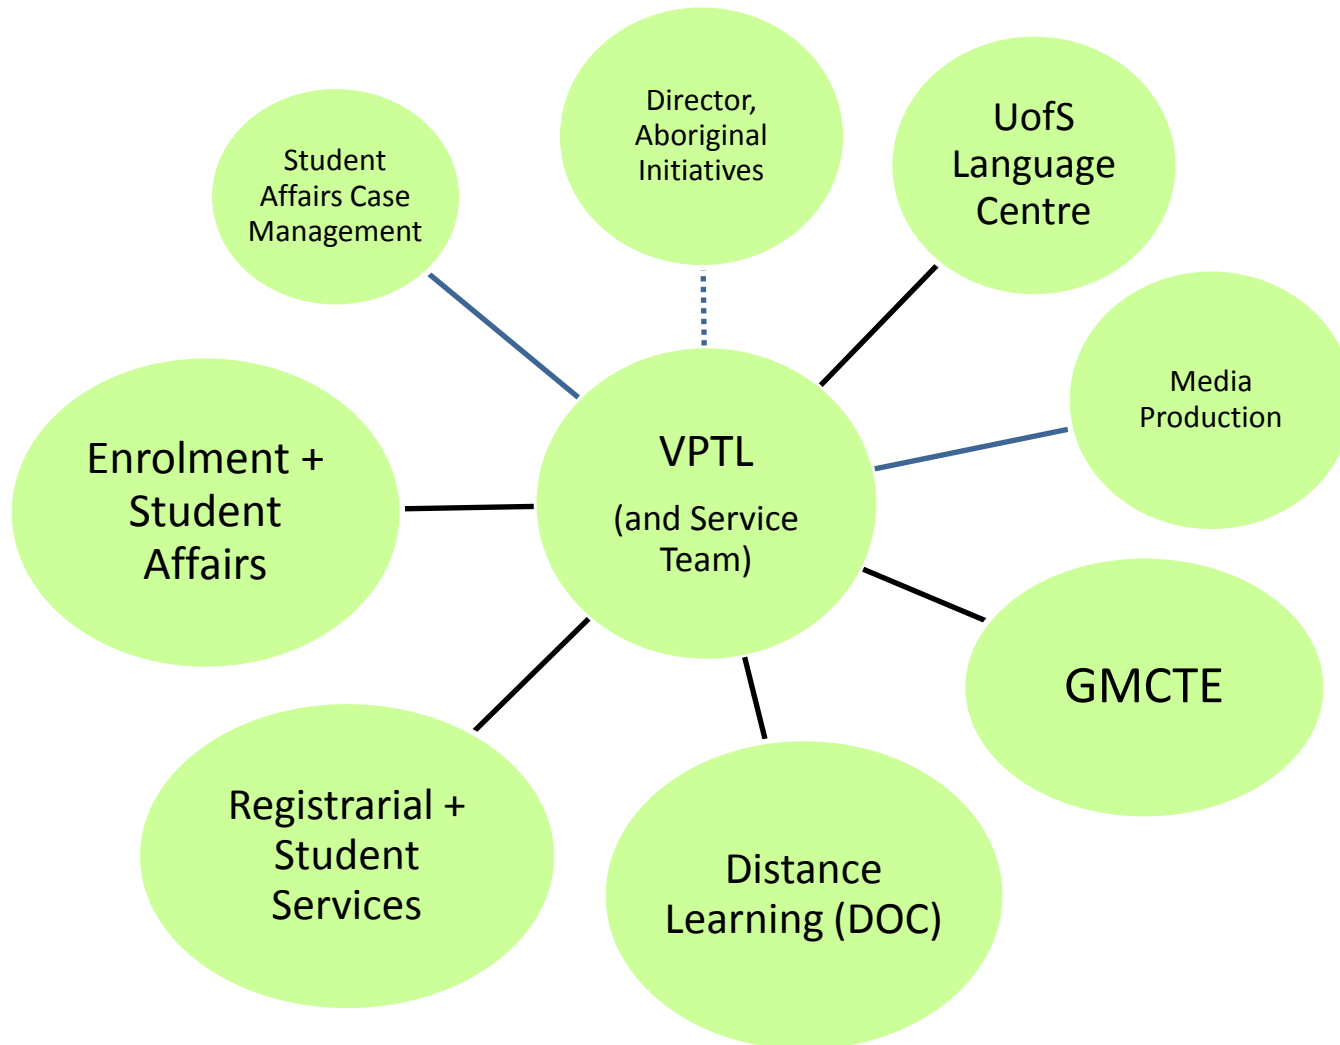 Director,
Aboriginal
Initiatives
UofS
Language
Centre
Student
Affairs Case
Management
Media
Production
VPTL
(and Service
Team)
Enrolment +
Student
Affairs
GMCTE
Registrarial +
Student
Services
Distance
Learning (DOC)